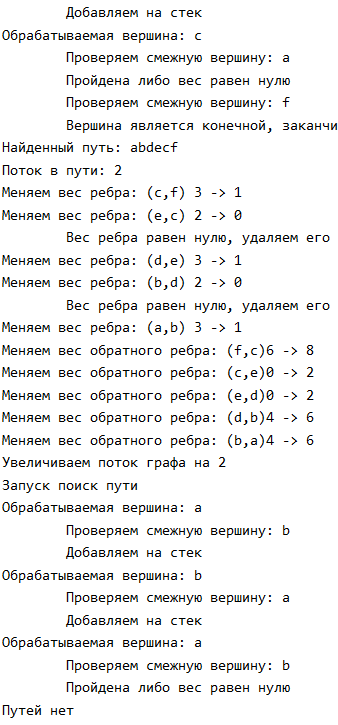 Добавляем на стек
Обрабатываемая вершина: c
Проверяем смежную вершину: a
Пройдена либо вес равен нулю
Проверяем смежную вершину: f
Вершина является конечной, заканчи
Найденный путь: abdecf
Поток в пути: 2
Меняем вес ребра: (c,f) 3 -> 1
Меняем вес ребра: (e,c) 2 -> 0
Вес ребра равен нулю, удаляем его
Меняем вес ребра: (d,e) 3 -> 1
Меняем вес ребра: (b,d) 2 -> 0
Вес ребра равен нулю, удаляем его
Меняем вес ребра: (a,b) 3 -> 1
Меняем вес обратного ребра: (f,c)6 -> 8
Меняем вес обратного ребра: (c,e)0 -> 2
Меняем вес обратного ребра: (e,d)0 -> 2
Меняем вес обратного ребра: (d,b)4 -> 6
Меняем вес обратного ребра: (b,a)4 -> 6
Увеличиваем поток графа на 2
Запуск поиск пути
Обрабатываемая вершина: a
Проверяем смежную вершину: b
Добавляем на стек
Обрабатываемая вершина: b
Проверяем смежную вершину: a
Добавляем на стек
Обрабатываемая вершина: a
Проверяем смежную вершину: b
Пройдена либо вес равен нулю
Путей нет